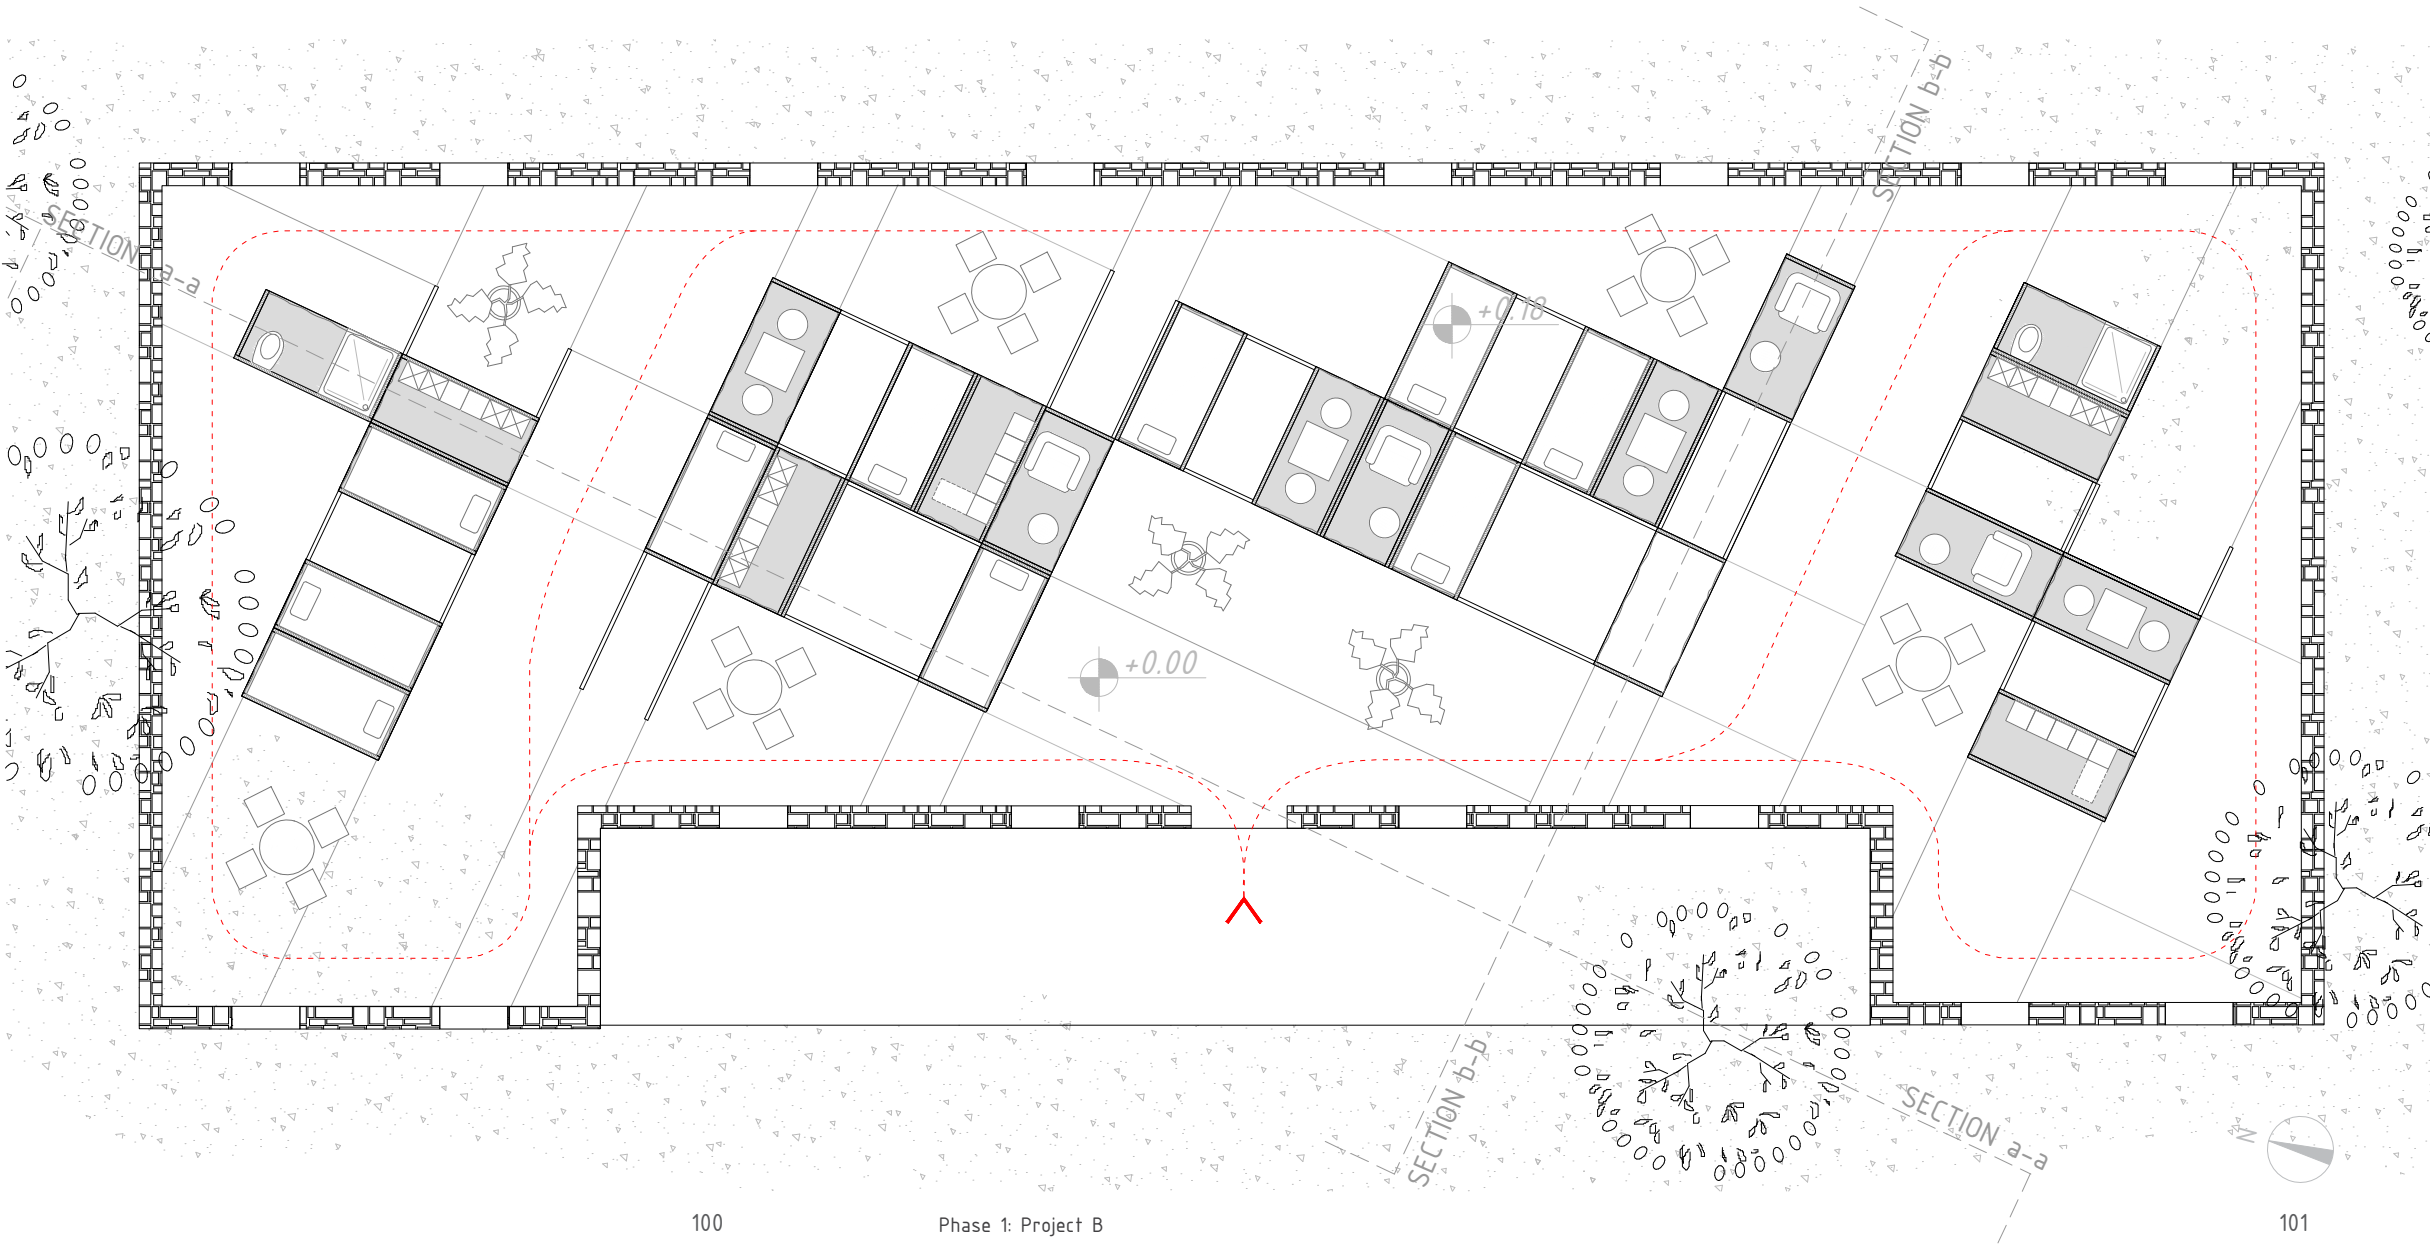 SECTION b-b
SECTION a-a
+0.18
+0.00
SECTION b-b
SECTION a-a
N
100
Phase 1: Project B
101